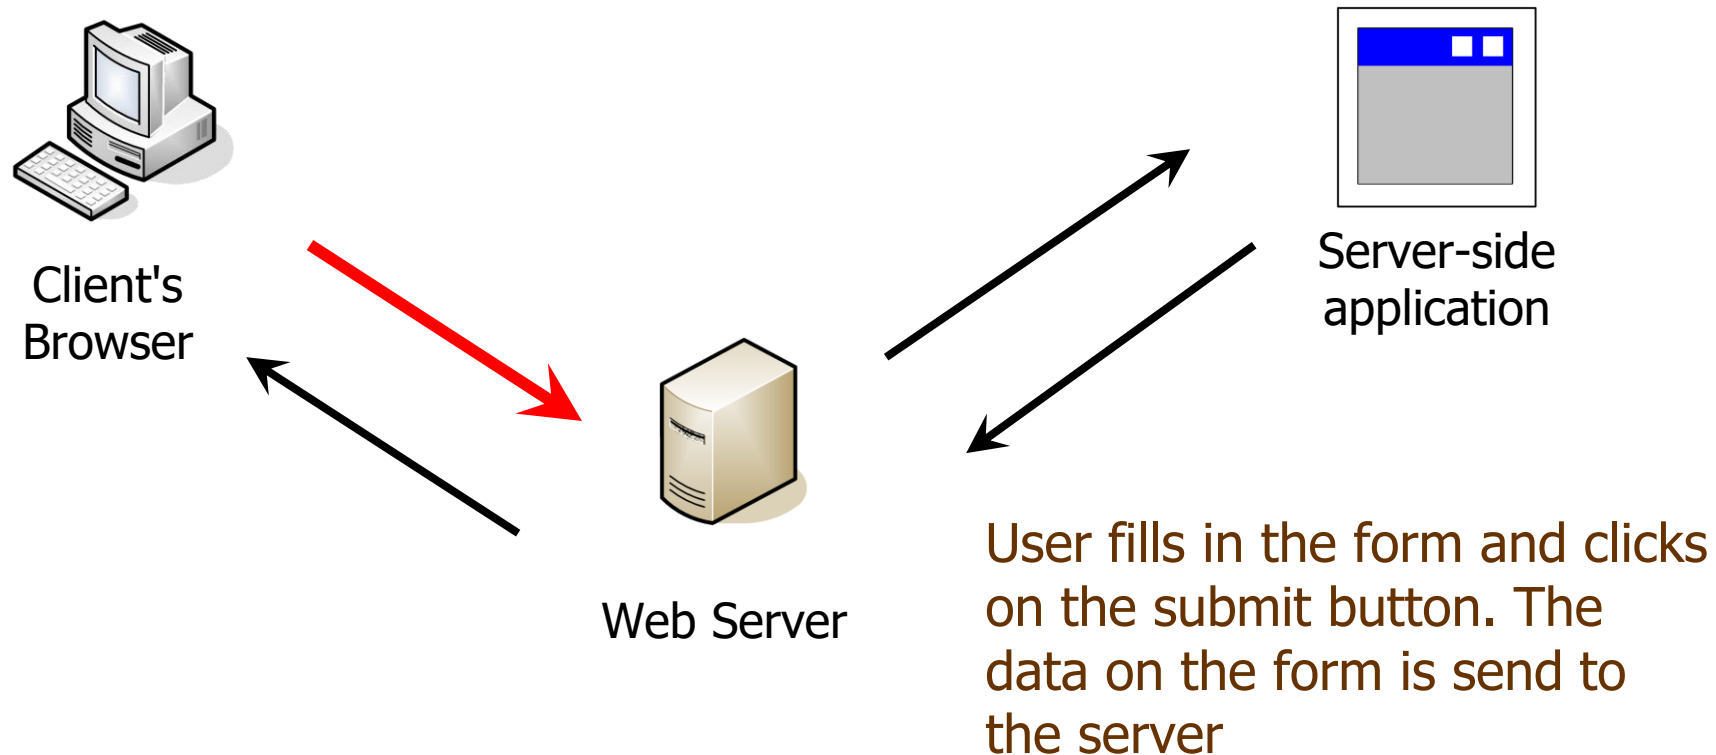 Client's
Browser
Server-side
application
Web Server
User fills in the form and clicks
on the submit button. The
data on the form is send to
the server